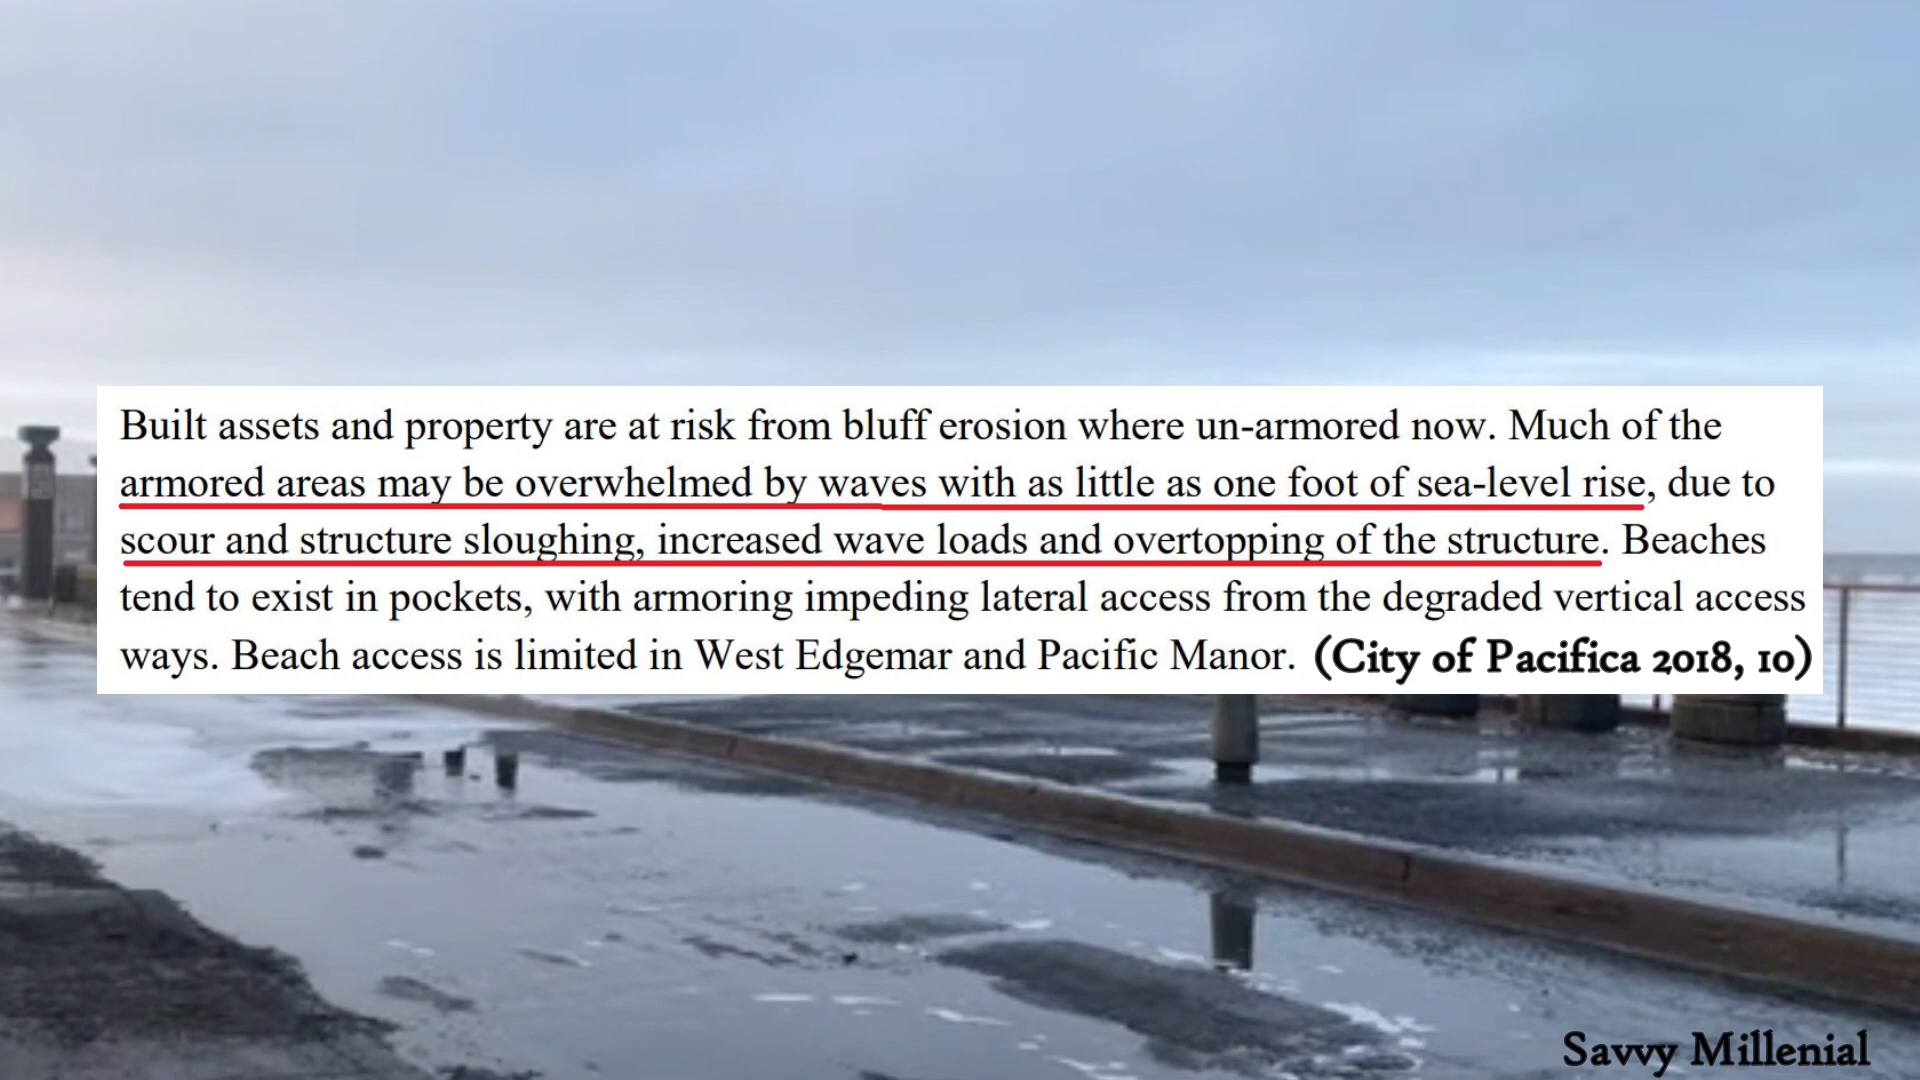 Built assets and property are at risk from bluff erosion where un-armored now. Much of the
armored areas may be overwhelmed by waves with as little as one foot of sea-level rise, due to
scour and structure sloughing, increased wave loads and overtopping of the structure. Beaches
tend to exist in pockets, with armoring impeding lateral access from the degraded vertical access
ways. Beach access is limited in West Edgemar and Pacific Manor. (City of Pacifica 2018, 10)
Savvy Millenial